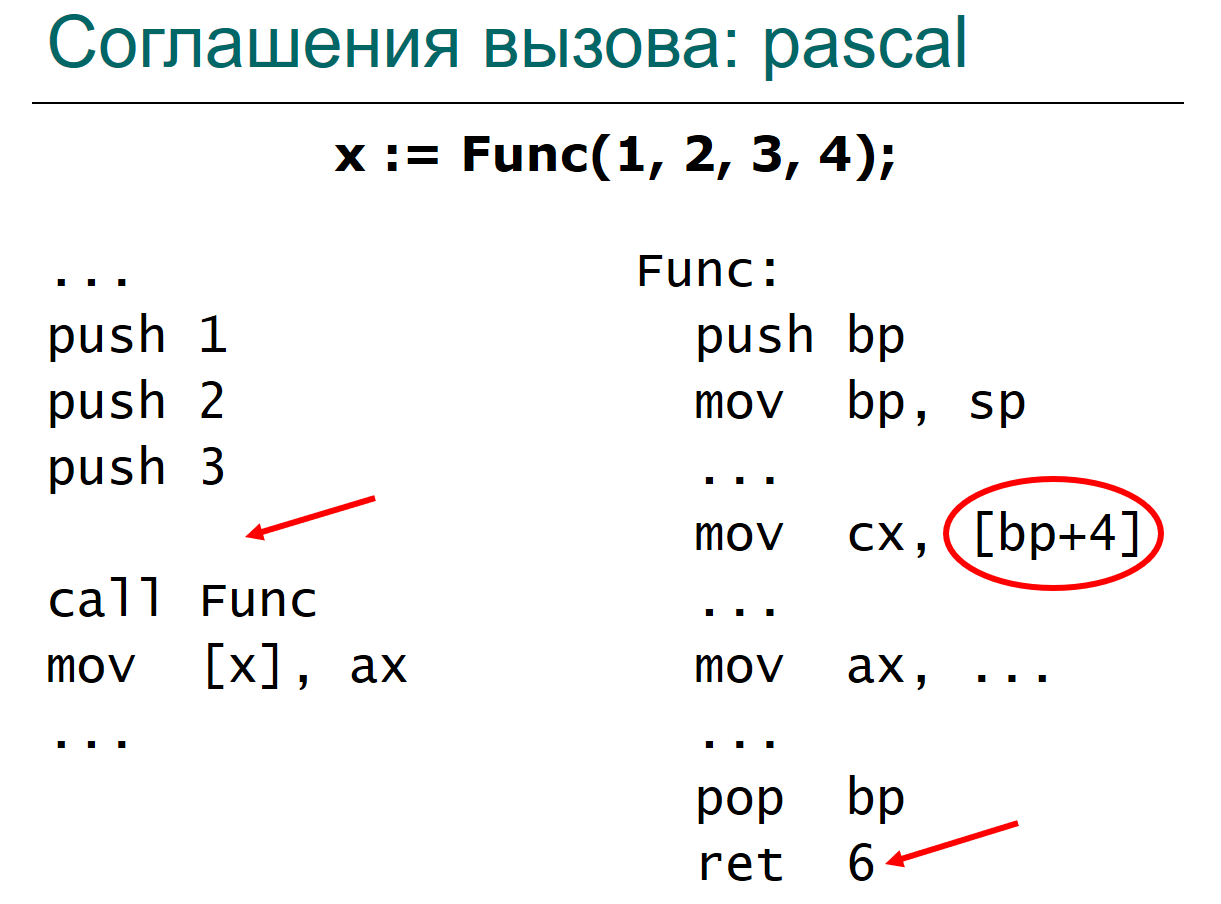 Соглашения вызова: pascal
x := Func(1, 2, 3, 4);
...
push 1
push 2
push 3
call Func
mov [x], ax
...
Func:
push bp
mov bp, sp
...
mov cx, [bp+4]
...
mov ax, ...
...
pop bp
ret 6